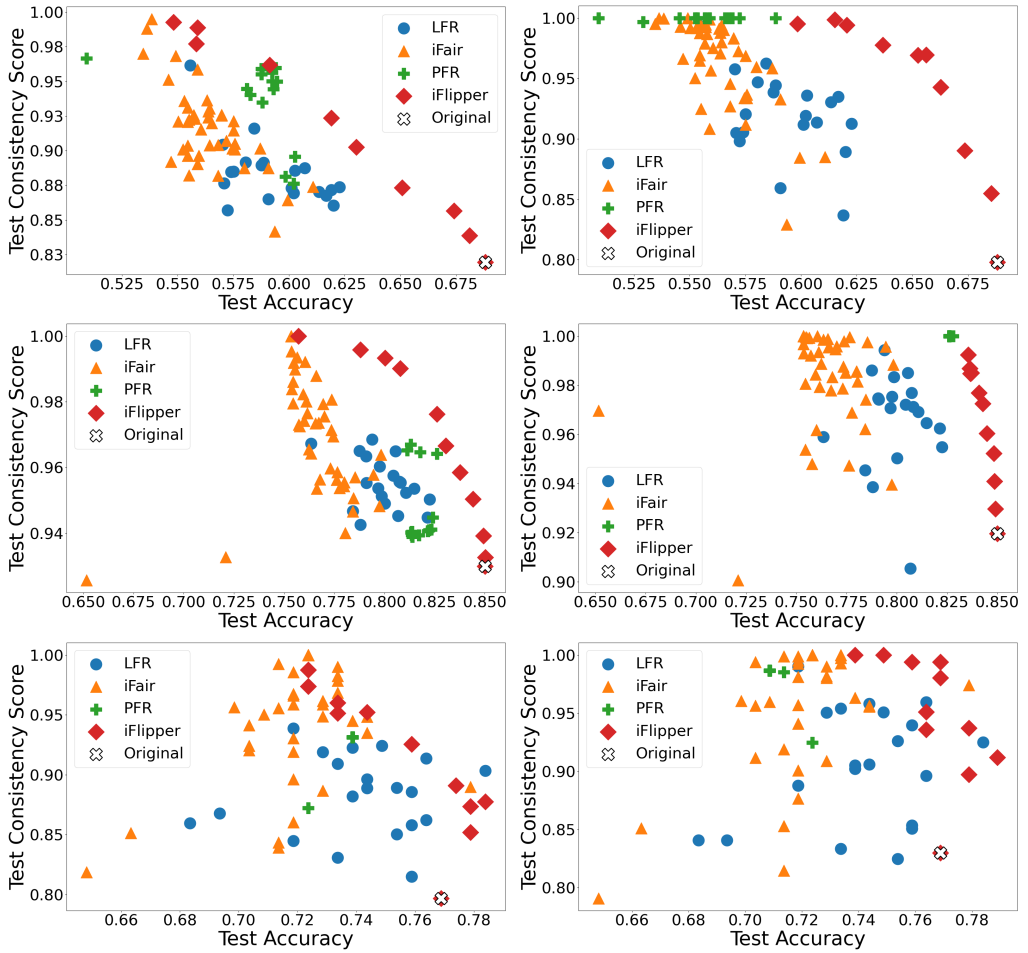 Test Consistency Score
1.00
0.98
0.95
0.93
0.90
0.88
0.85
0.83
LFR
iFair
PFR
iFlipper
Original
0.525 0.550 0.575 0.600 0.625 0.650 0.675
Test Accuracy
Test Consistency Score
1.00
0.95
0.90
0.85
0.80
LFR
iFair
PFR
iFlipper
Original
0.525 0.550 0.575 0.600 0.625 0.650 0.675
Test Accuracy
Test Consistency Score
1.00
0.98
0.96
0.94
LFR
iFair
PFR
iFlipper
Original
0.650 0.675 0.700 0.725 0.750 0.775 0.800 0.825 0.850
Test Accuracy
Test Consistency Score
1.00
0.98
0.96
0.94
0.92
0.90
LFR
iFair
PFR
iFlipper
Original
0.650 0.675 0.700 0.725 0.750 0.775 0.800 0.825 0.850
Test Accuracy
Test Consistency Score
1.00
0.95
0.90
0.85
0.80
LFR
iFair
PFR
iFlipper
Original
0.66 0.68 0.70 0.72 0.74 0.76 0.78
Test Accuracy
Test Consistency Score
1.00
0.95
0.90
0.85
0.80
LFR
iFair
PFR
iFlipper
Original
0.66 0.68 0.70 0.72 0.74 0.76 0.78
Test Accuracy